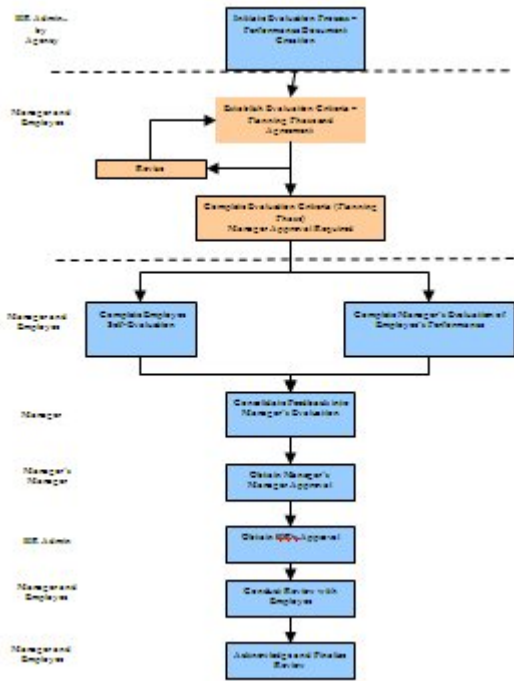 HR Admin –
by
Agency
Initiate Evaluation Process –
Performance Document
Creation
Manager and
Employee
Establish Evaluation Criteria –
Planning Phase and
Agreement
Revise
Complete Evaluation Criteria (Planning
Phase)
Manager Approval Required
Manager and
Employee
Complete Employee
Self-Evaluation
Complete Manager's Evaluation of
Employee's Performance
Manager
Consolidate Feedback into
Manager's Evaluation
Manager's
Manager
Obtain Manager's
Manager Approval
HR Admin
Obtain Approval
Manager and
Employee
Conduct Review with
Employee
Manager and
Employee
Acknowledge and Finalize
Review